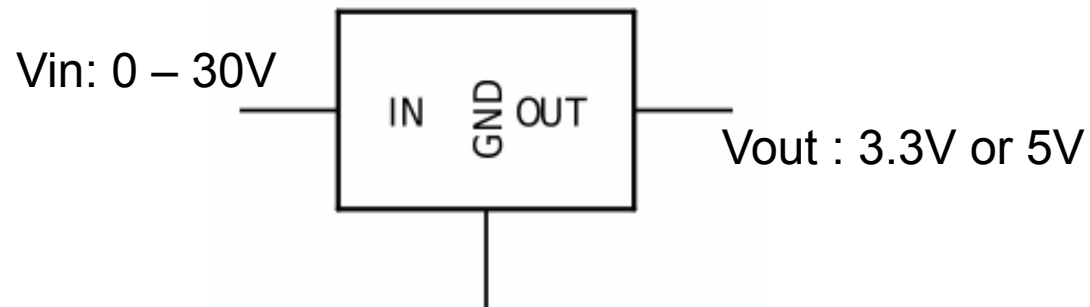 Vin: 0 – 30V
IN GND OUT
Vout : 3.3V or 5V